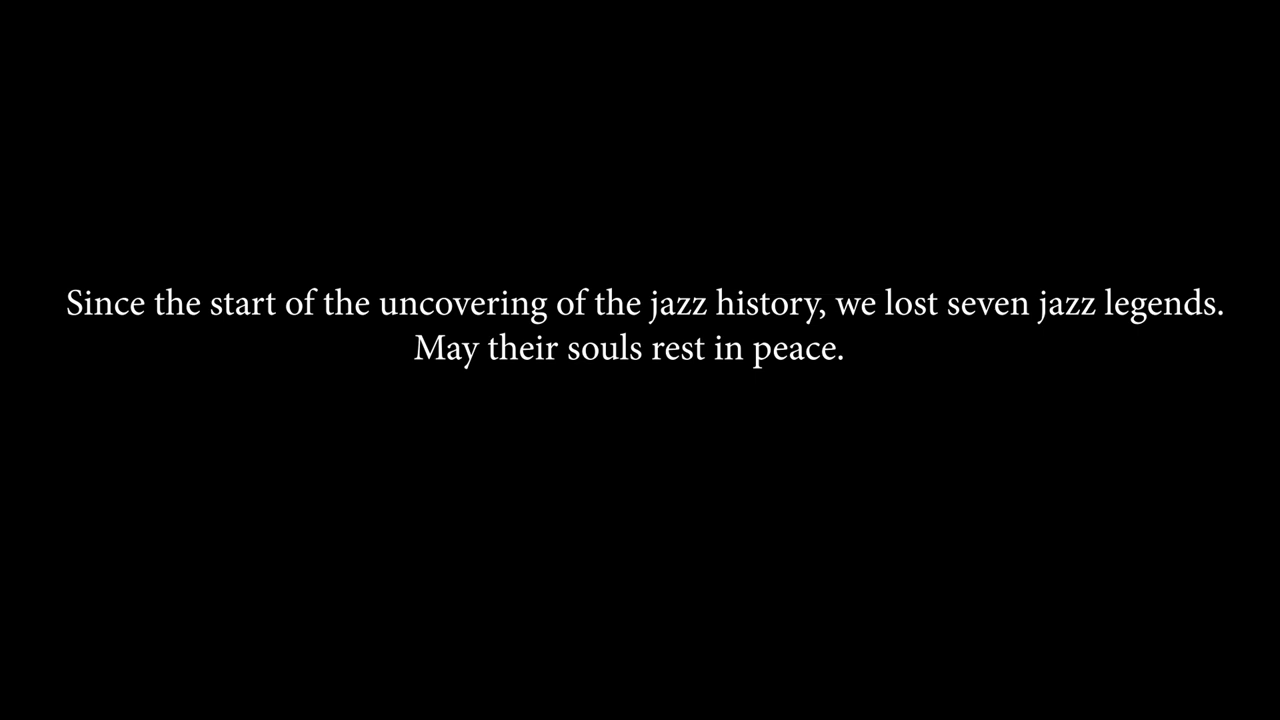 Since the start of the uncovering of the jazz history, we lost seven jazz legends.
May their souls rest in peace.